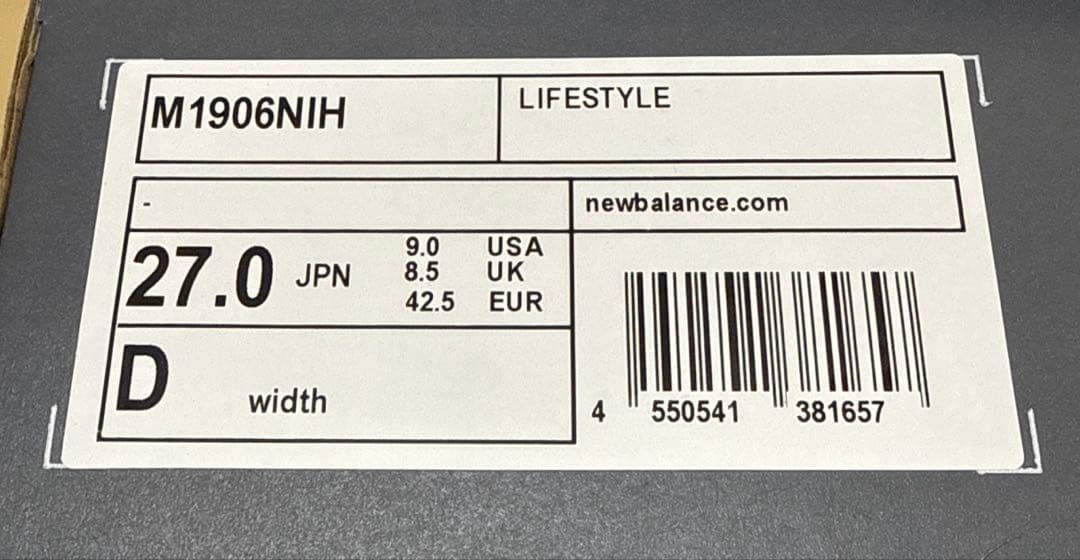 M1906NIH
LIFESTYLE
-
newbalance.com
27.0 JPN
9.0 USA
8.5 UK
42.5 EUR
D width
4 550541 381657